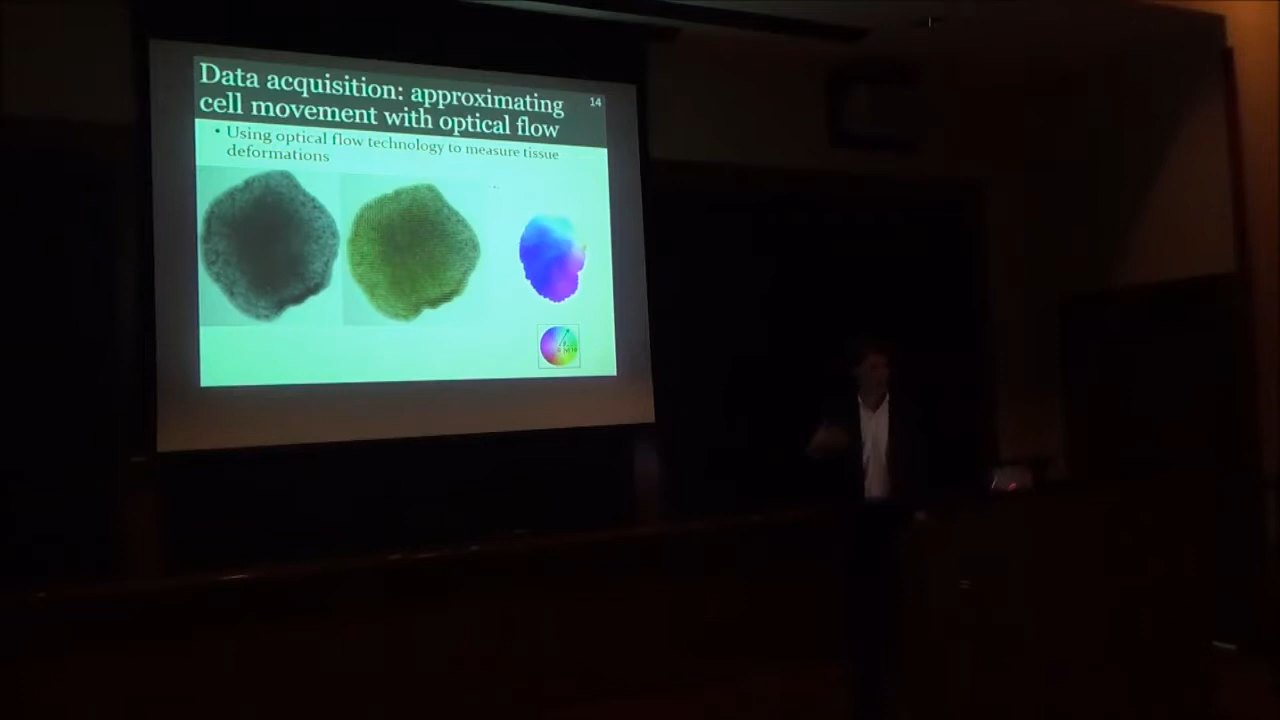 Data acquisition: approximating
cell movement with optical flow
14
• Using optical flow technology to measure tissue
deformations